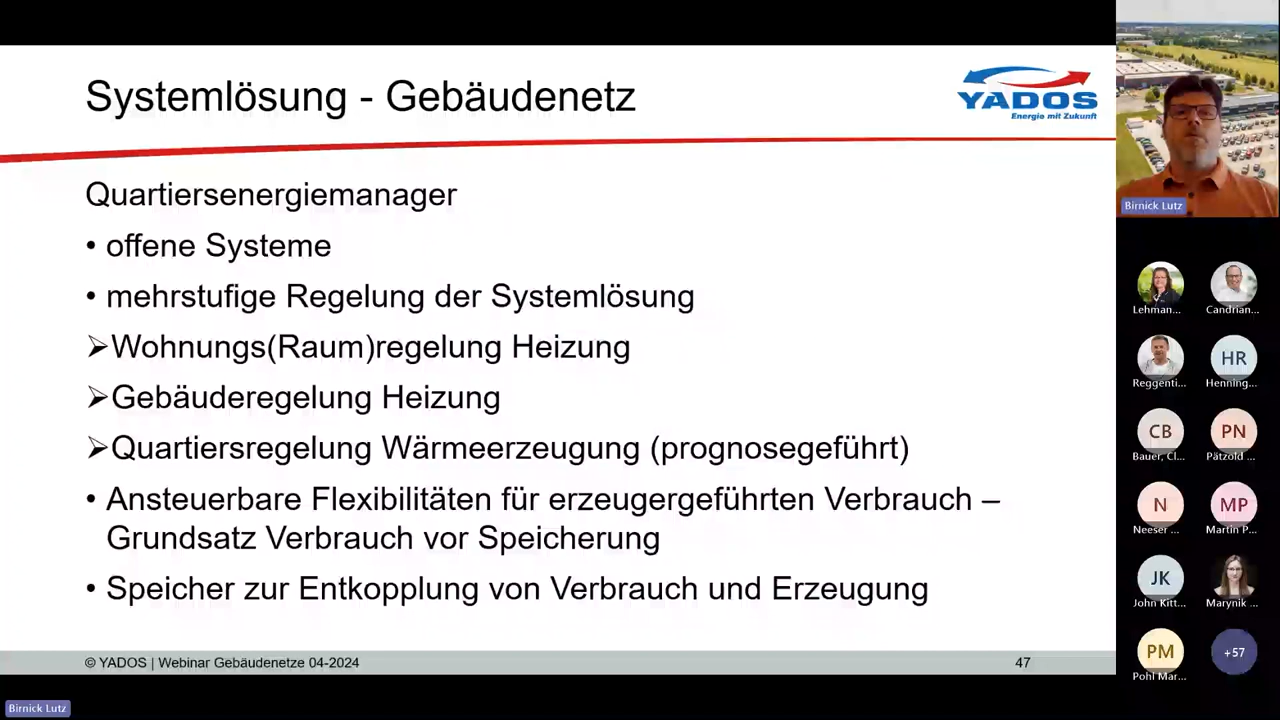 Systemlösung - Gebäudenetz
YADOS
Energie mit Zukunft
Quartiersenergiemanager
• offene Systeme
• mehrstufige Regelung der Systemlösung
➢Wohnungs(Raum)regelung Heizung
➢Gebäuderegelung Heizung
➢Quartiersregelung Wärmeerzeugung (prognosegeführt)
• Ansteuerbare Flexibilitäten für erzeugergeführten Verbrauch –
Grundsatz Verbrauch vor Speicherung
• Speicher zur Entkopplung von Verbrauch und Erzeugung
© YADOS | Webinar Gebäudenetze 04-2024
47
Birnick Lutz
Lehman...
Candrian...
Reggenti...
HR
Henning...
CB
Bauer, Cl...
PN
Pätzold ...
N
Neeser ...
MP
Martin P...
JK
John Kitt...
Marynik ...
PM
Pohl Mar...
+57
Birnick Lutz